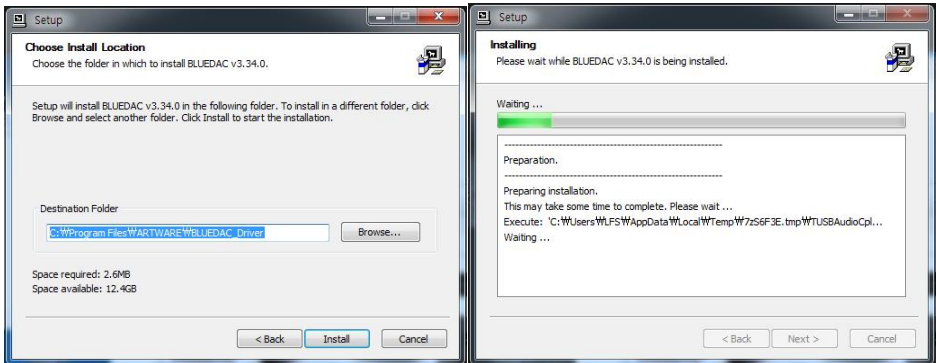 Setup
Choose Install Location
Choose the folder in which to install BLUEDAC v3.34.0.
Setup will install BLUEDAC v3.34.0 in the following folder. To install in a different folder, click
Browse and select another folder. Click Install to start the installation.
Destination Folder
C:₩Program Files₩ARTWARE₩BLUEDAC_Driver
Browse...
Space required: 2.6MB
Space available: 12.4GB
< Back
Install
Cancel
Setup
Installing
Please wait while BLUEDAC v3.34.0 is being installed.
Waiting ...
-----------------------------------------------------------
Preparation.
-----------------------------------------------------------
Preparing installation.
This may take some time to complete. Please wait ...
Execute: 'C:₩Users₩LFS₩AppData₩Local₩Temp₩7zS6F3E.tmp₩TUSBAudioCpl...
Waiting ...
< Back
Next >
Cancel